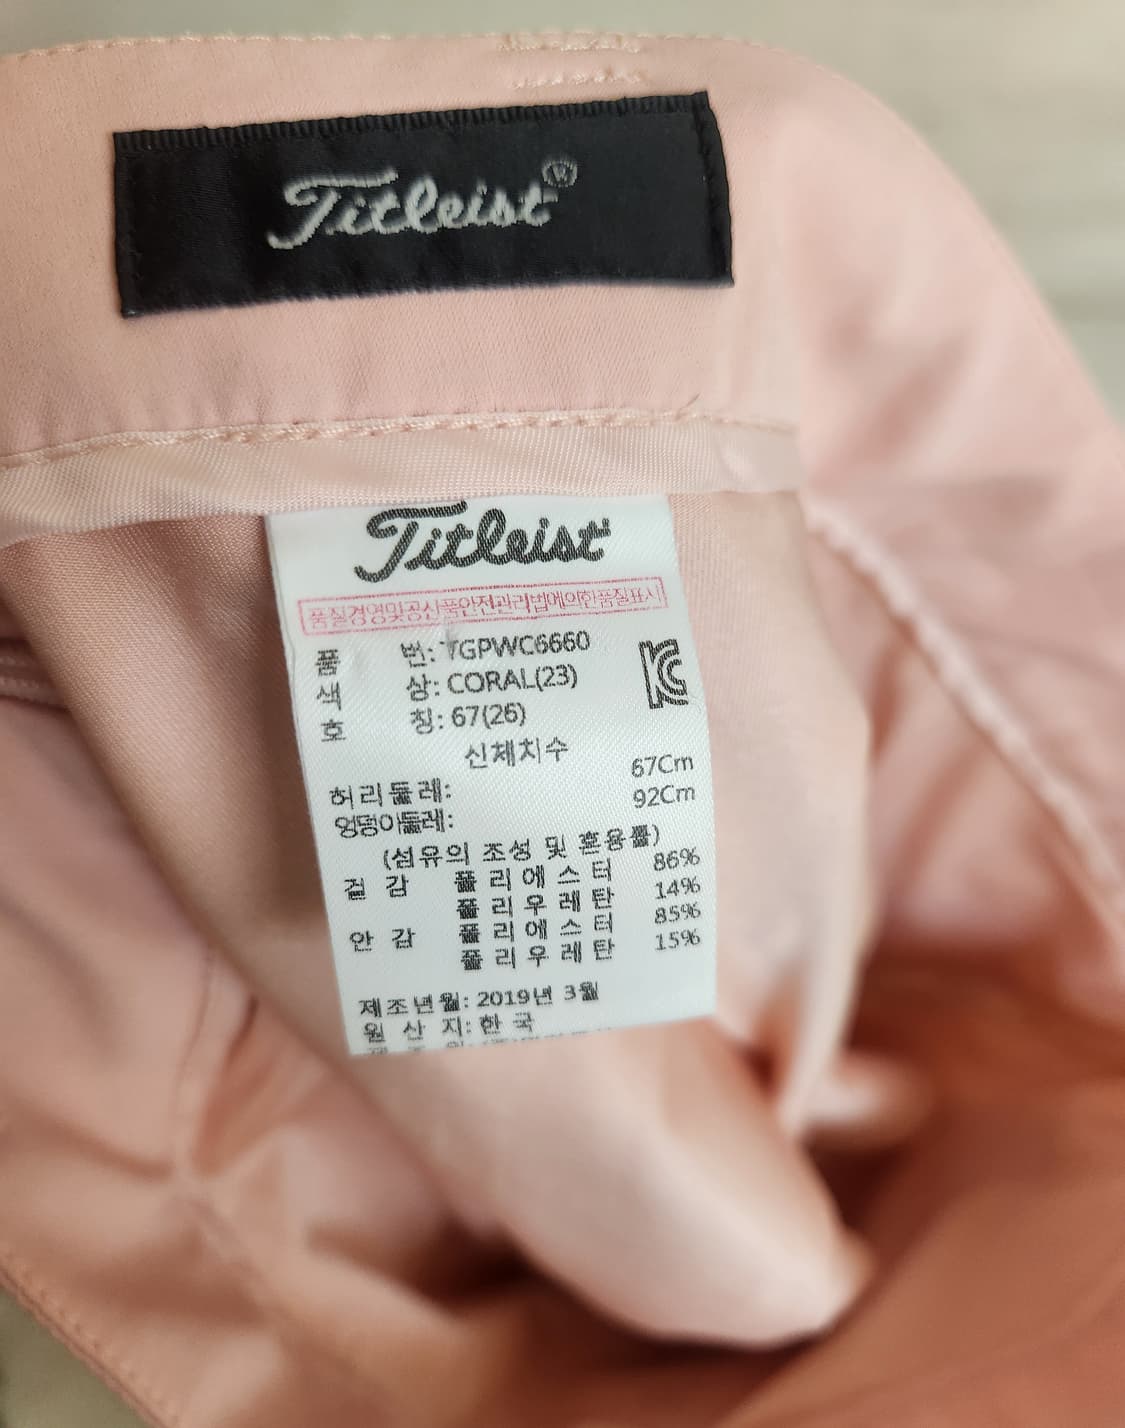 Titleist®
Titleist
품질경영및공산품안전관리법에의한품질표시
품 번: TGPWC6660
색 상: CORAL(23)
호 칭: 67(26)
신체치수
허리둘레: 67Cm
엉덩이둘레: 92Cm
(섬유의 조성 및 혼용률)
겉 감 폴리에스터 86%
폴리우레탄 14%
안 감 폴리에스터 85%
폴리우레탄 15%
제조년월: 2019년 3월
원 산 지: 한국